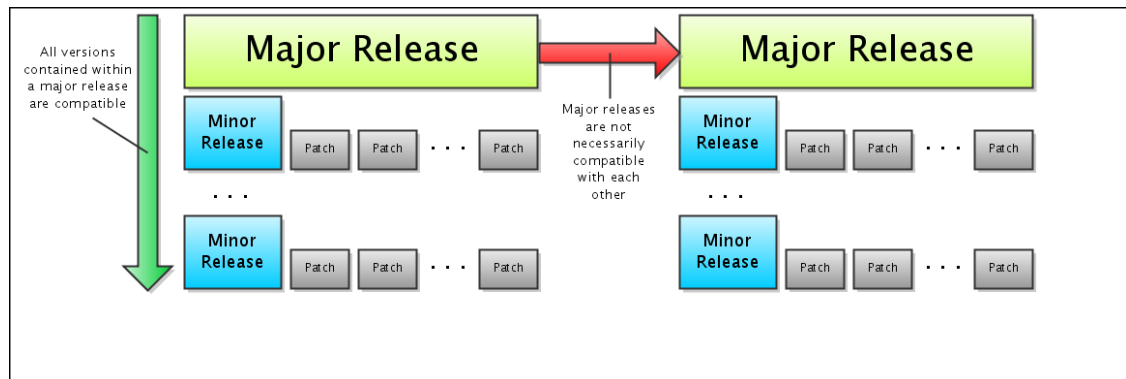 All versions
contained within
a major release
are compatible
Major Release
Major Release
Major releases
are not
necessarily
compatible
with each
other
Minor
Release
Patch
Patch
. . .
Patch
. . .
Minor
Release
Patch
Patch
. . .
Patch
Minor
Release
Patch
Patch
. . .
Patch
. . .
Minor
Release
Patch
Patch
. . .
Patch